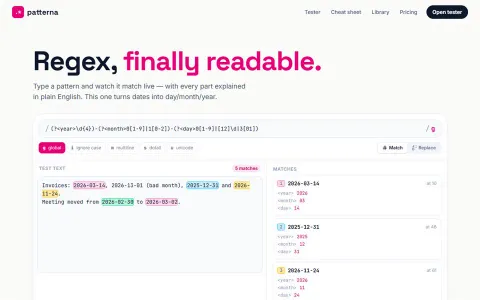 patterna
Tester
Cheat sheet
Library
Pricing
Open tester
Regex, finally readable.
Type a pattern and watch it match live — with every part explained
in plain English. This one turns dates into day/month/year.
/ (?<year>\d{4})-(?<month>0[1-9]|1[0-2])-(?<day>0[1-9]|[12]\d|3[01]) / g
g global
i ignore case
m multiline
s dotall
u unicode
Match
Replace
TEST TEXT
5 matches
Invoices: 2026-03-14, 2026-13-01 (bad month), 2025-12-31 and 2026-
11-24.
Meeting moved from 2026-02-30 to 2026-03-02.
MATCHES
1 2026-03-14
<year> 2026
<month> 03
<day> 14
2 2025-12-31
<year> 2025
<month> 12
<day> 31
3 2026-11-24
<year> 2026
<month> 11
<day> 24